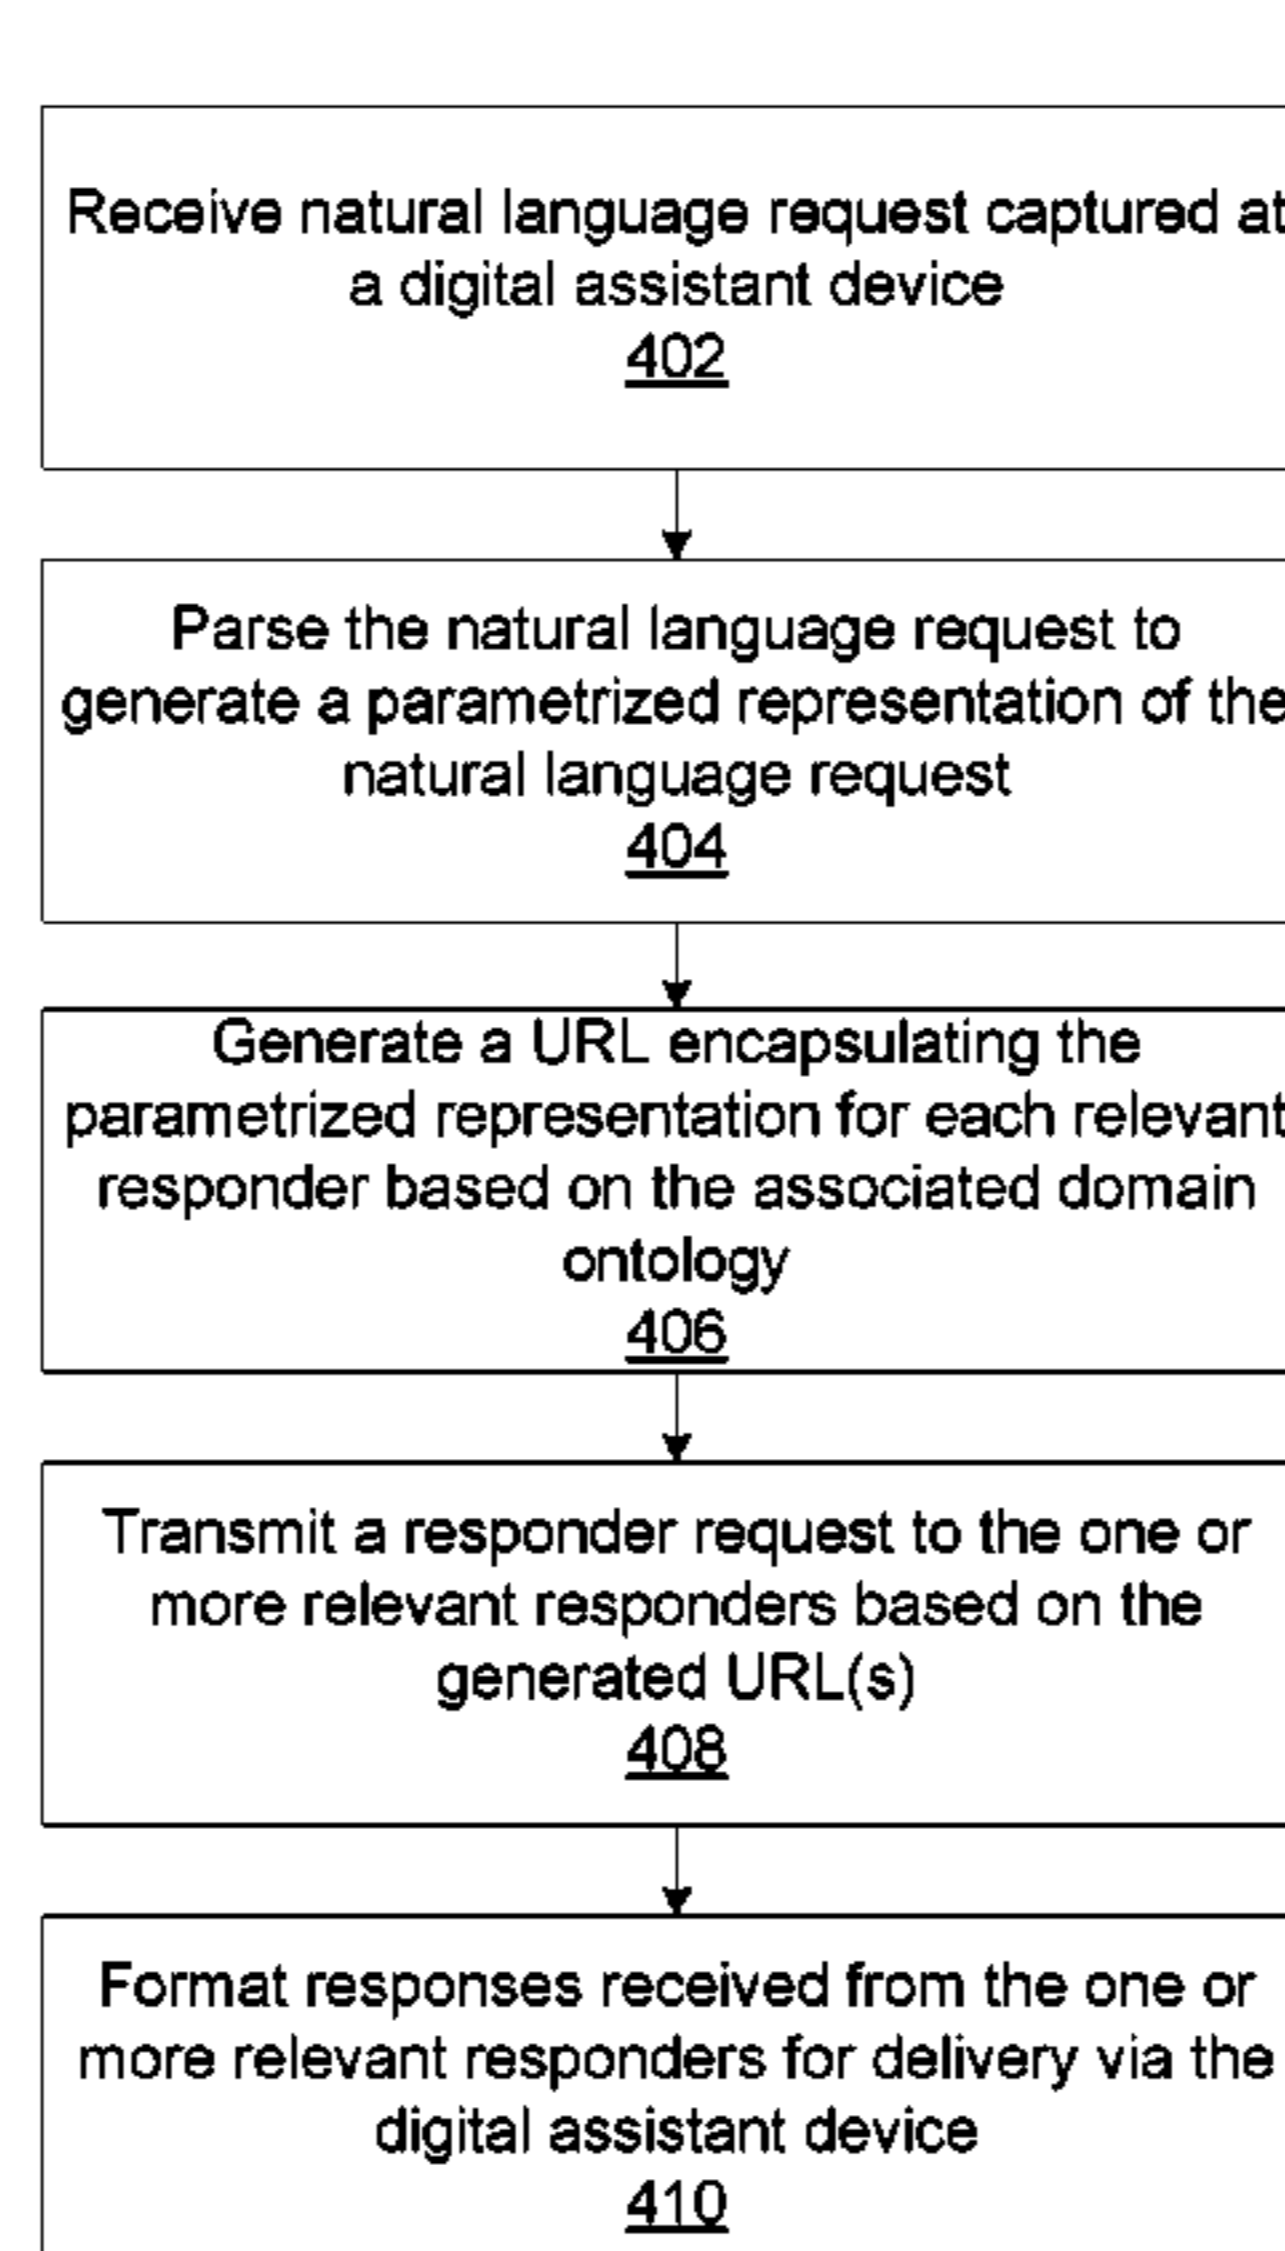 Receive natural language request captured at
a digital assistant device
402
Parse the natural language request to
generate a parametrized representation of the
natural language request
404
Generate a URL encapsulating the
parametrized representation for each relevant
responder based on the associated domain
ontology
406
Transmit a responder request to the one or
more relevant responders based on the
generated URL(s)
408
Format responses received from the one or
more relevant responders for delivery via the
digital assistant device
410